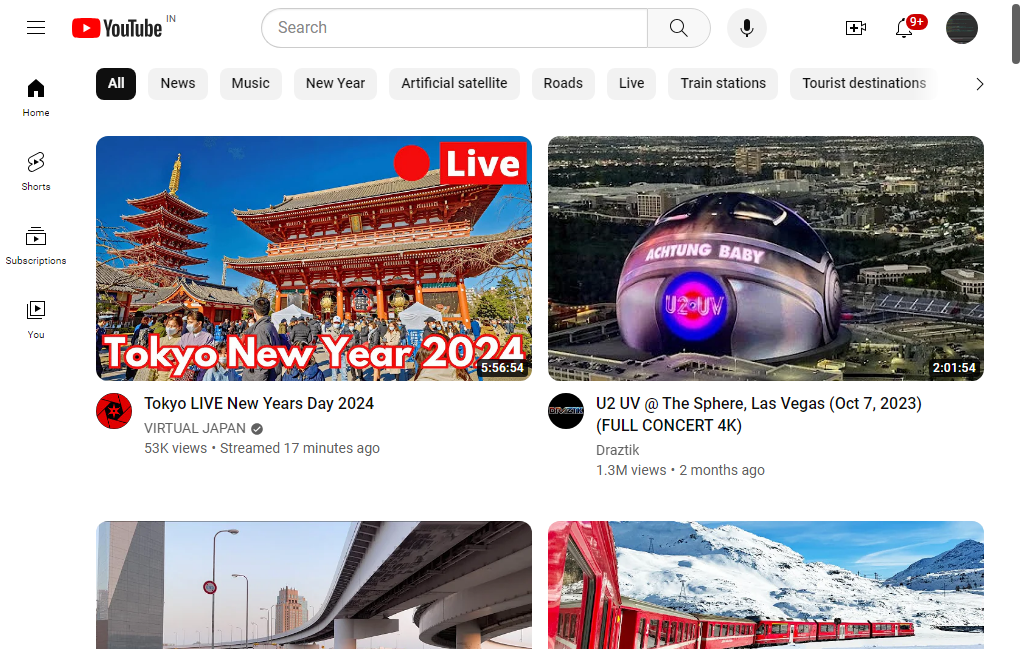 YouTube IN
Search
9+
Home
Shorts
Subscriptions
You
All
News
Music
New Year
Artificial satellite
Roads
Live
Train stations
Tourist destinations
Live
Tokyo New Year 2024
5:56:54
Tokyo LIVE New Years Day 2024
VIRTUAL JAPAN
53K views • Streamed 17 minutes ago
ACHTUNG BABY
U2:UV
2:01:54
DRAZTIK
U2 UV @ The Sphere, Las Vegas (Oct 7, 2023)
(FULL CONCERT 4K)
Draztik
1.3M views • 2 months ago